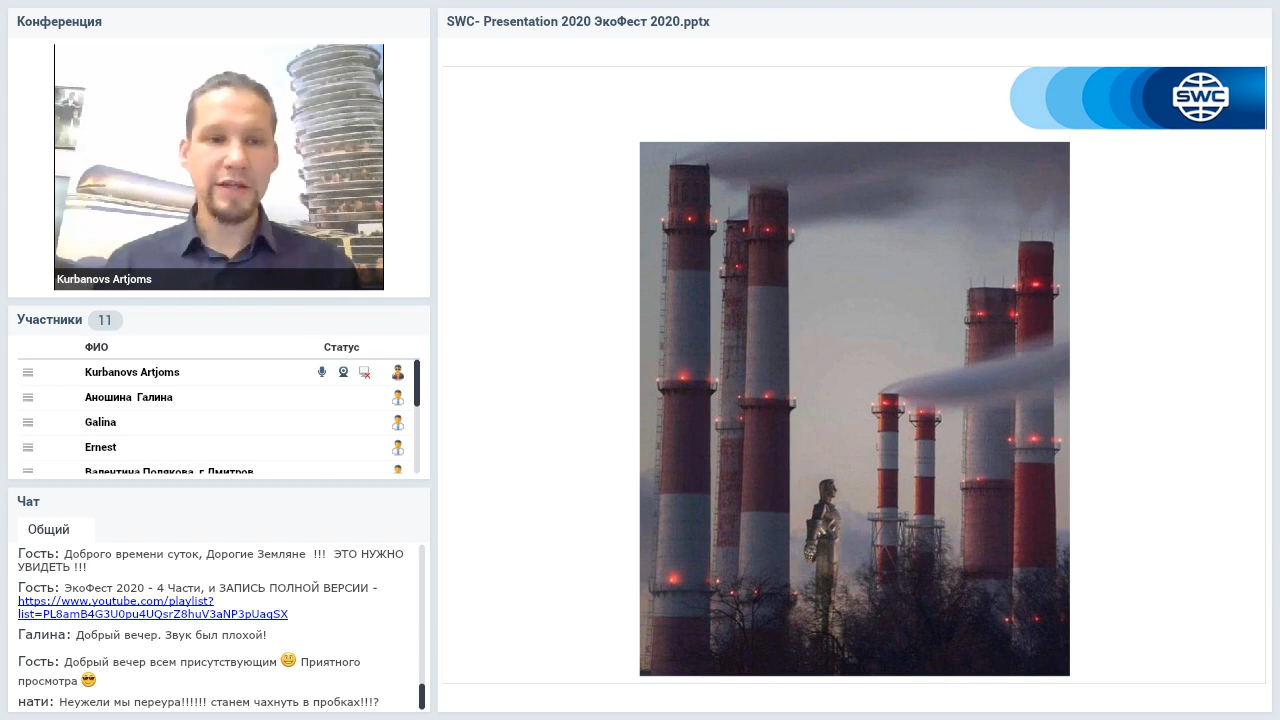 Конференция
Kurbanovs Artjoms
Участники 11
ФИО Статус
Kurbanovs Artjoms
Аношина Галина
Galina
Ernest
Валентина Полякова г.Дмитров
Чат
Общий
Гость: Доброго времени суток, Дорогие Земляне !!! ЭТО НУЖНО
УВИДЕТЬ !!!
Гость: ЭкоФест 2020 - 4 Части, и ЗАПИСЬ ПОЛНОЙ ВЕРСИИ -
https://www.youtube.com/playlist?
list=PL8amB4G3U0pu4UQsrZ8huV3aNP3pUaqSX
Галина: Добрый вечер. Звук был плохой!
Гость: Добрый вечер всем присутствующим Приятного
просмотра
нати: Неужели мы переура!!!!!! станем чахнуть в пробках!!!?
SWC- Presentation 2020 ЭкоФест 2020.pptx
SWC